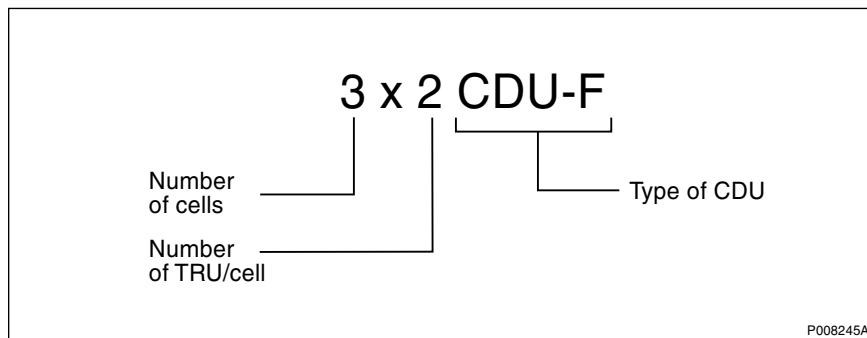 3 x 2 CDU-F
Number
of cells
Type of CDU
Number
of TRU/cell
P008245A